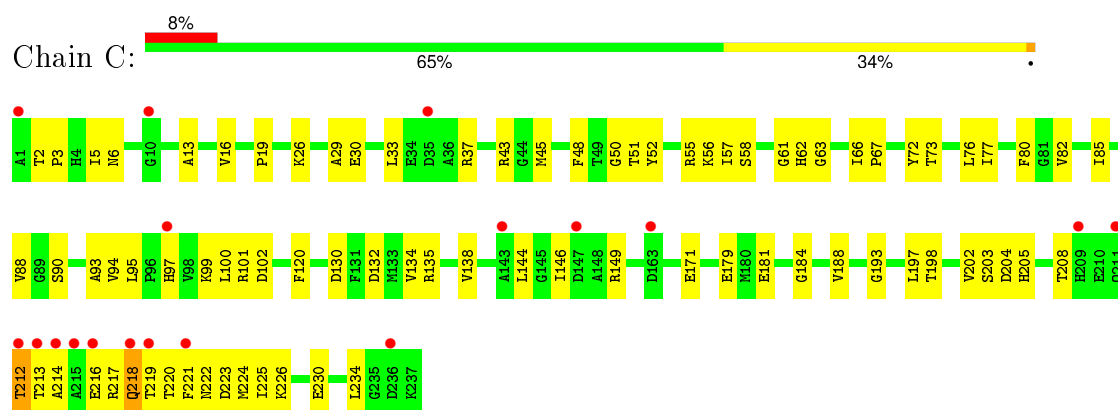 8%
Chain C:
65% 34% •
A1 T2 P3 H4 I5 N6 G10 A13 V16 P19 K26 A29 E30 L33 E34 D35 A36 R37 R43 G44 M45 F48 T49 G50 T51 Y52 R55 K56 I57 S58 G61 H62 G63 I66 P67 Y72 T73 L76 I77 F80 G81 V82 I85
V88 G89 S90 A93 V94 L95 P96 H97 V98 K99 L100 R101 D102 F120 D130 F131 D132 M133 V134 R135 V138 A143 L144 G145 I146 D147 A148 R149 D163 E171 E179 M180 E181 G184 V188 G193 L197 T198 V202 S203 D204 H205 T208 H209 E210
T212 T213 A214 A215 E216 R217 Q218 T219 T220 F221 N222 D223 M224 I225 K226 E230 L234 G235 D236 K237